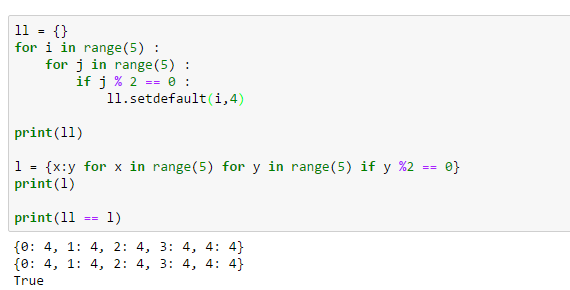 ll = {}
for i in range(5) :
    for j in range(5) :
        if j % 2 == 0 :
            ll.setdefault(i,4)
print(ll)
l = {x:y for x in range(5) for y in range(5) if y %2 == 0}
print(l)
print(ll == l)
{0: 4, 1: 4, 2: 4, 3: 4, 4: 4}
{0: 4, 1: 4, 2: 4, 3: 4, 4: 4}
True